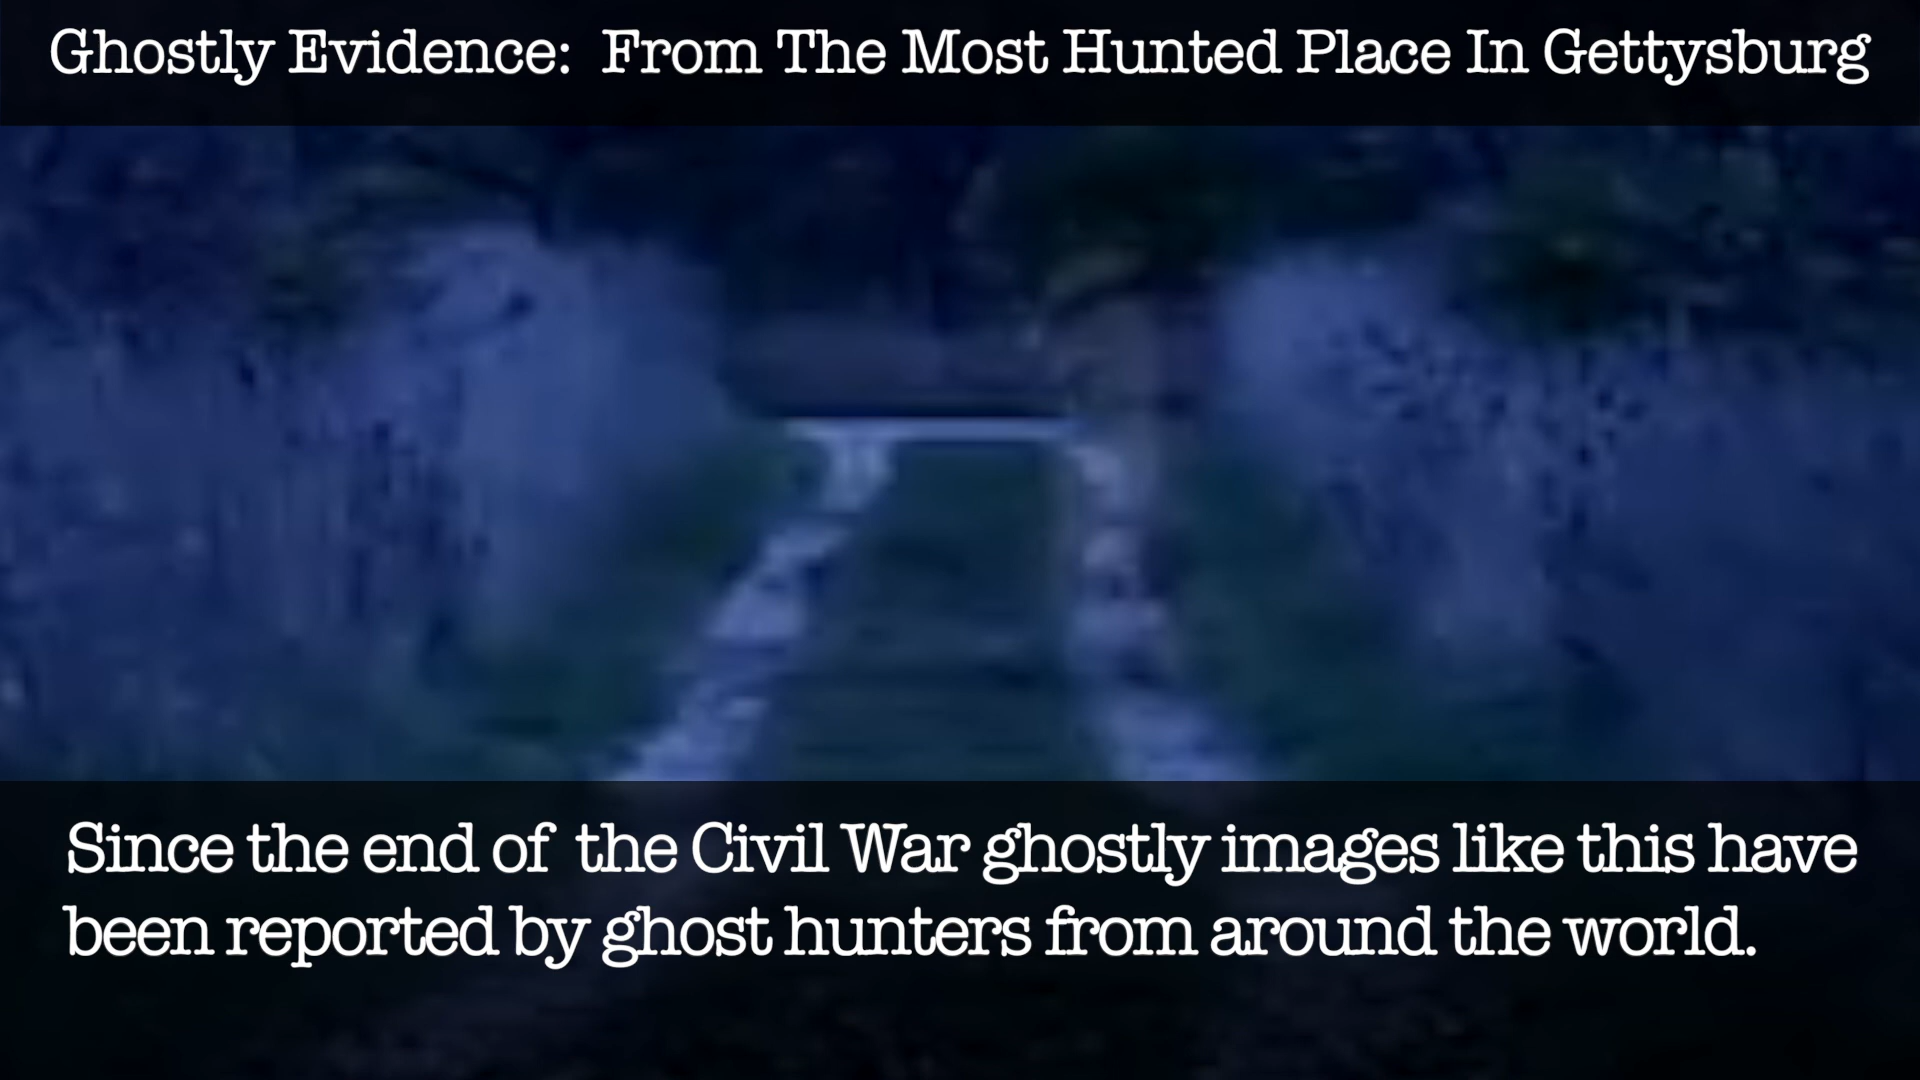 Ghostly Evidence:  From The Most Hunted Place In Gettysburg
Since the end of  the Civil War ghostly images like this have
been reported by ghost hunters from around the world.